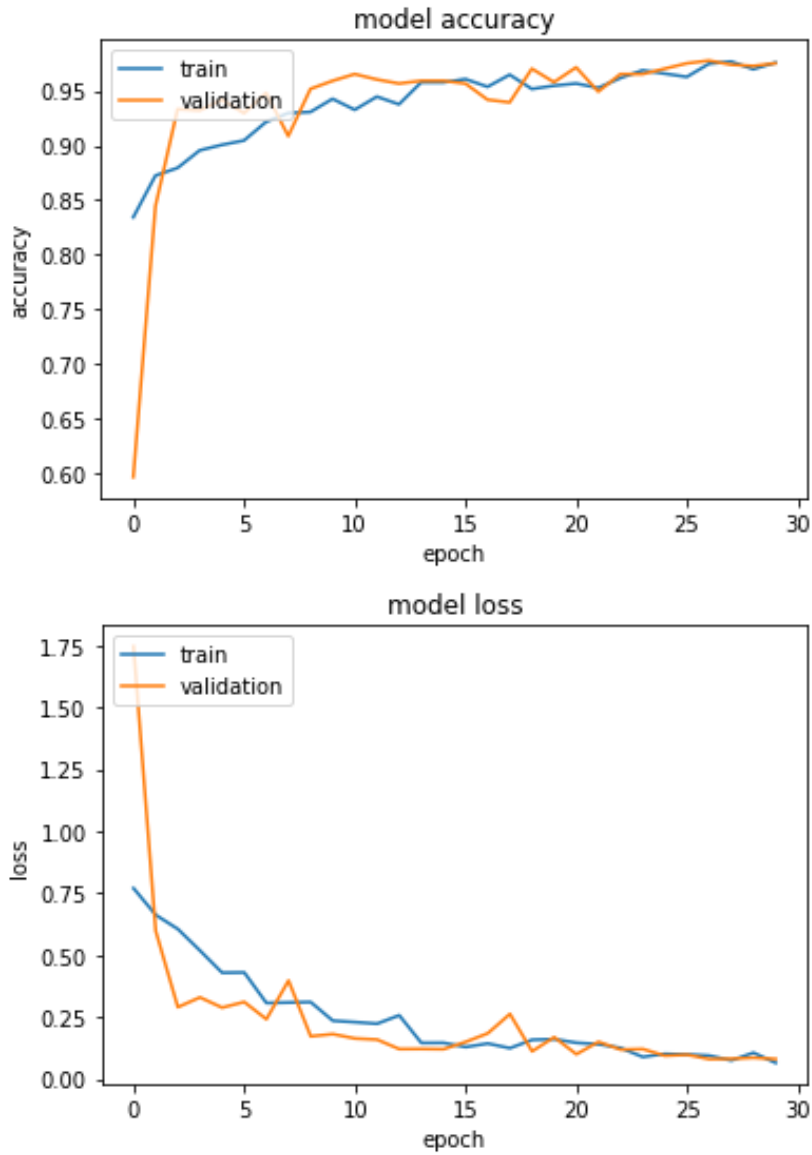 model accuracy
train
validation
0.95
0.90
0.85
0.80
0.75
0.70
0.65
0.60
accuracy
0 5 10 15 20 25 30
epoch
model loss
train
validation
1.75
1.50
1.25
1.00
0.75
0.50
0.25
0.00
loss
0 5 10 15 20 25 30
epoch